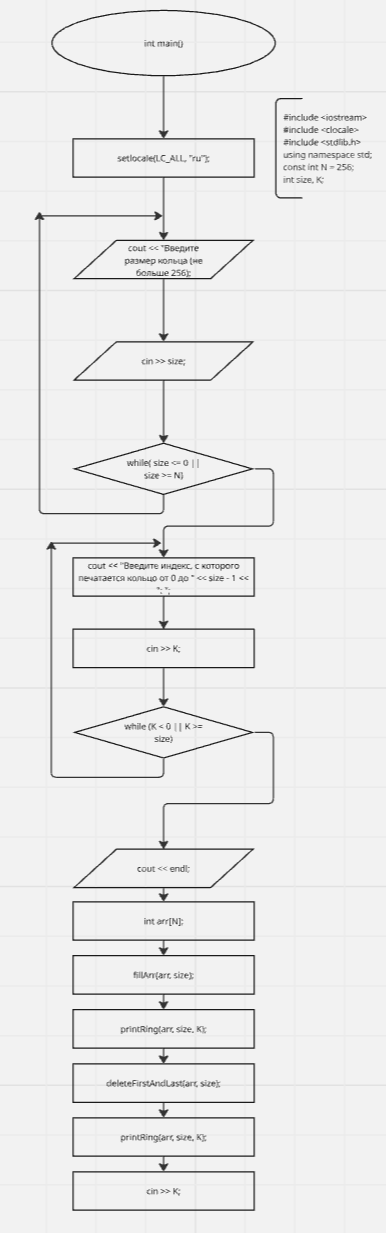 int main()
#include <iostream>
#include <clocale>
#include <stdlib.h>
using namespace std;
const int N = 256;
int size, K;
setlocale(LC_ALL, "ru");
cout << "Введите
размер кольца (не
больше 256);
cin >> size;
while( size <= 0 ||
size >= N)
cout << "Введите индекс, с которого
печатается кольцо от 0 до " << size - 1 <<
": ";
cin >> K;
while (K < 0 || K >=
size)
cout << endl;
int arr[N];
fillArr(arr, size);
printRing(arr, size, K);
deleteFirstAndLast(arr, size);
printRing(arr, size, K);
cin >> K;